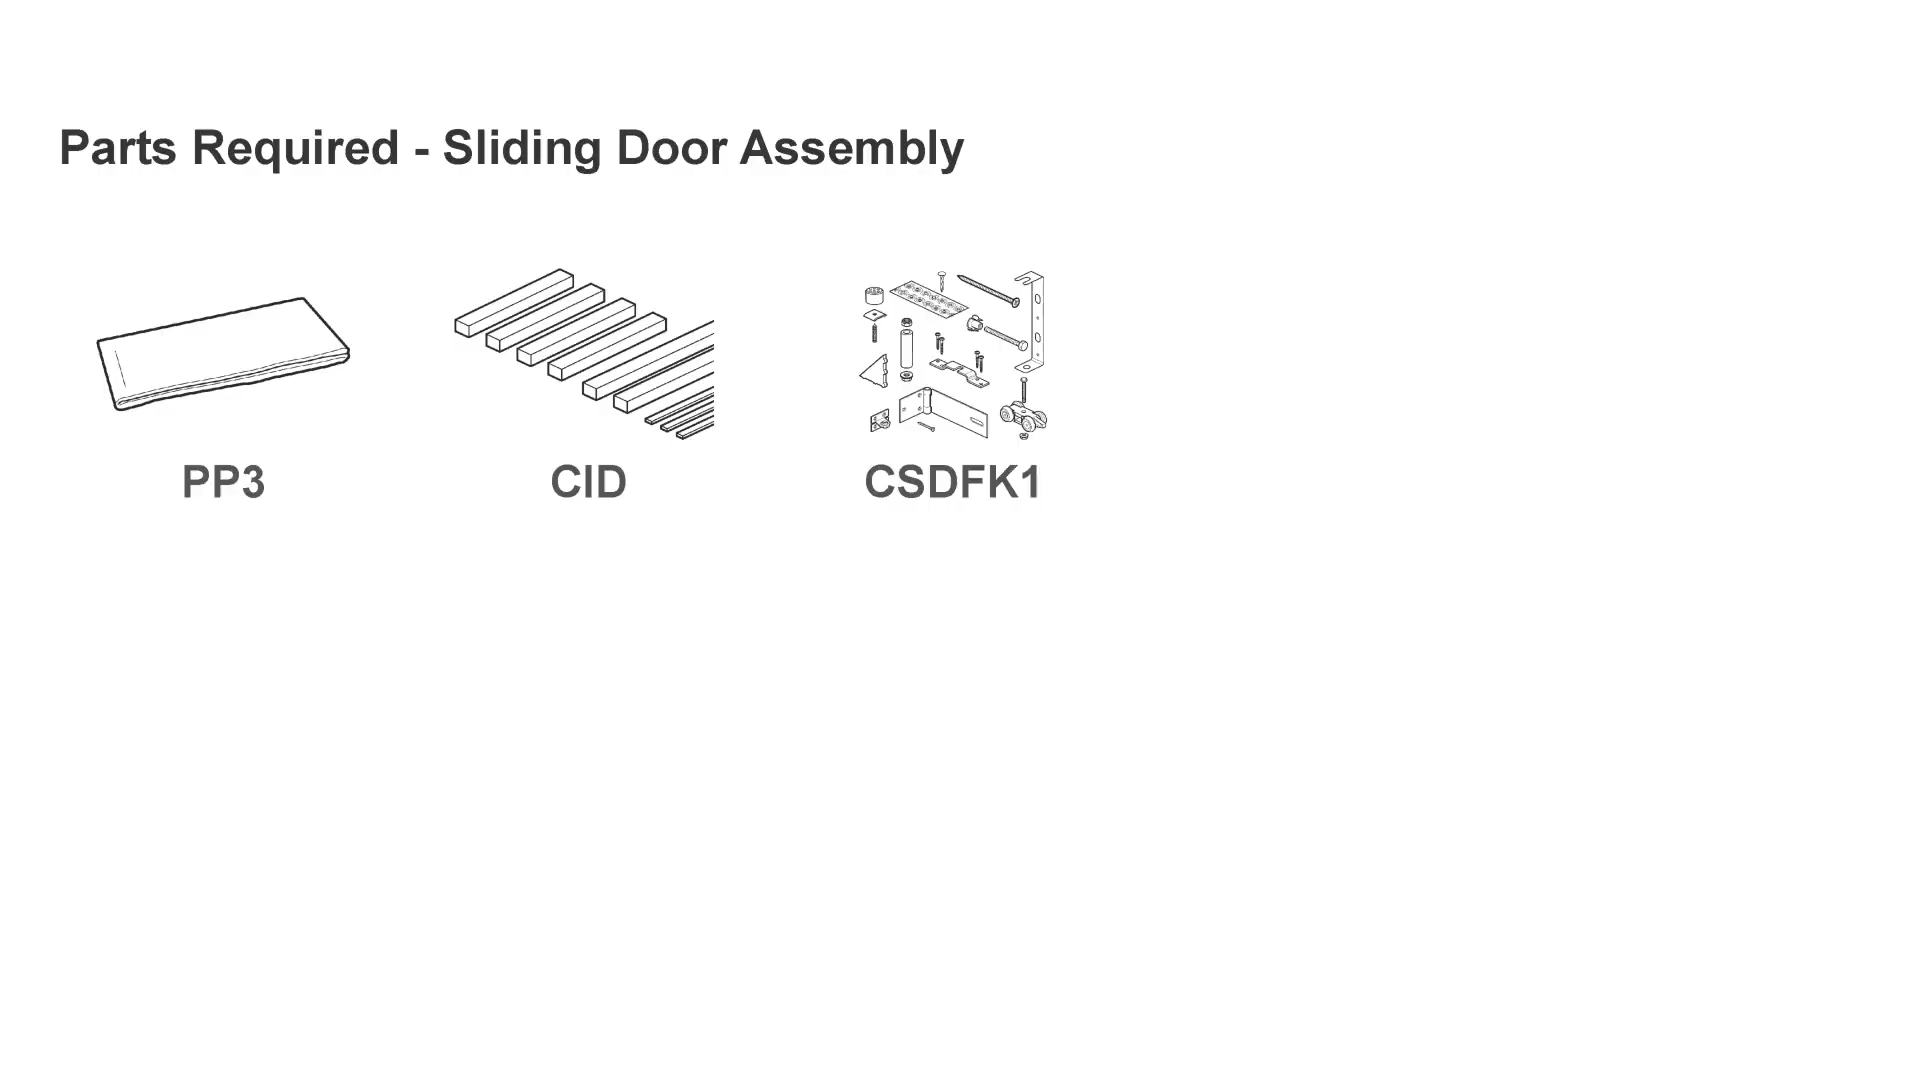 Parts Required - Sliding Door Assembly
PP3
CID
CSDFK1